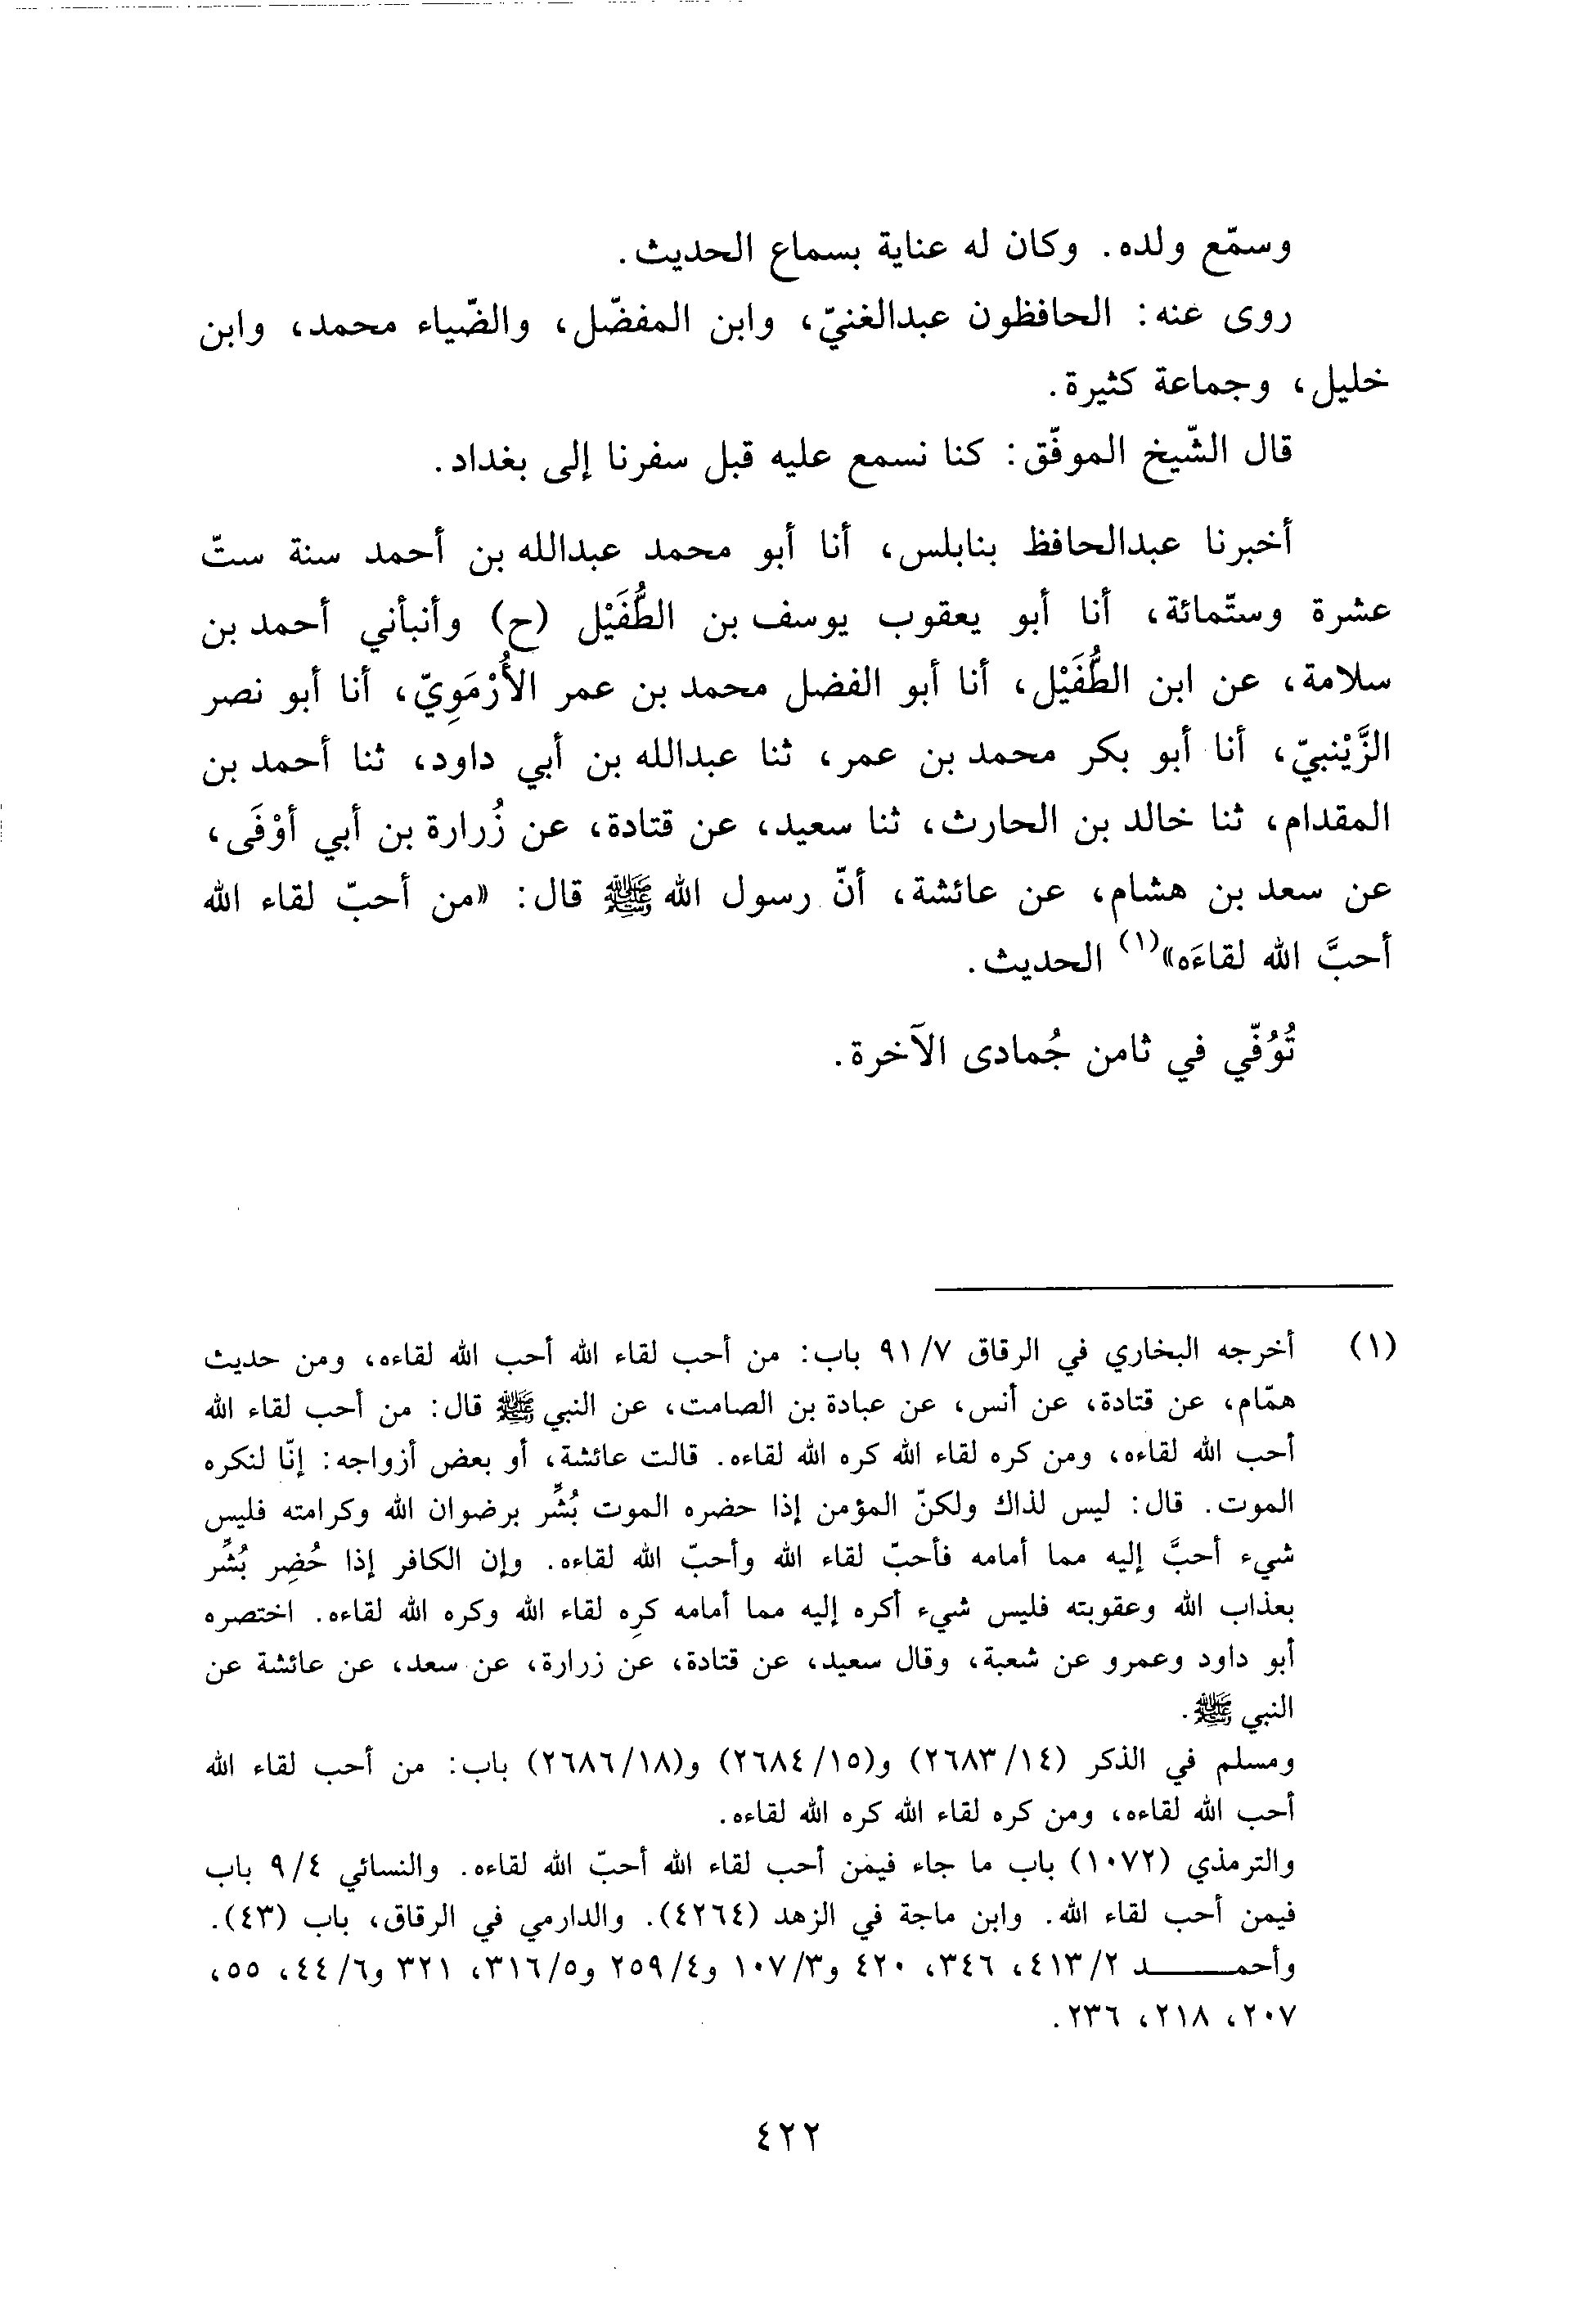 وسمّع ولده. وكان له عناية بسماع الحديث.
روى عنه: الحافظون عبدالغنيّ، وابن المفضّل، والضّياء محمد، وابن
خليل، وجماعة كثيرة.
قال الشّيخ الموفّق: كنا نسمع عليه قبل سفرنا إلى بغداد.
أخبرنا عبدالحافظ بنابلس، أنا أبو محمد عبدالله بن أحمد سنة ستّ
عشرة وستّمائة، أنا أبو يعقوب يوسف بن الطُّفَيْل (ح) وأنبأني أحمد بن
سلامة، عن ابن الطُّفَيْل، أنا أبو الفضل محمد بن عمر الأُرْمَوِيّ، أنا أبو نصر
الزَّيْنبيّ، أنا أبو بكر محمد بن عمر، ثنا عبدالله بن أبي داود، ثنا أحمد بن
المقدام، ثنا خالد بن الحارث، ثنا سعيد، عن قتادة، عن زُرارة بن أبي أوْفَى،
عن سعد بن هشام، عن عائشة، أنّ رسول الله ﷺ قال: «من أحبّ لقاء الله
أحبَّ الله لقاءَه»(١) الحديث.
تُوُفّي في ثامن جُمادى الآخرة.
(١) أخرجه البخاري في الرقاق ٩١/٧ باب: من أحب لقاء الله أحب الله لقاءه، ومن حديث
همّام، عن قتادة، عن أنس، عن عبادة بن الصامت، عن النبي ﷺ قال: من أحب لقاء الله
أحب الله لقاءه، ومن كره لقاء الله كره الله لقاءه. قالت عائشة، أو بعض أزواجه: إنّا لنكره
الموت. قال: ليس لذاك ولكنّ المؤمن إذا حضره الموت بُشِّر برضوان الله وكرامته فليس
شيء أحبَّ إليه مما أمامه فأحبّ لقاء الله وأحبّ الله لقاءه. وإن الكافر إذا حُضِر بُشِّر
بعذاب الله وعقوبته فليس شيء أكره إليه مما أمامه كرِه لقاء الله وكره الله لقاءه. اختصره
أبو داود وعمرو عن شعبة، وقال سعيد، عن قتادة، عن زرارة، عن سعد، عن عائشة عن
النبي ﷺ.
ومسلم في الذكر (٢٦٨٣/١٤) و(٢٦٨٤/١٥) و(٢٦٨٦/١٨) باب: من أحب لقاء الله
أحب الله لقاءه، ومن كره لقاء الله كره الله لقاءه.
والترمذي (١٠٧٢) باب ما جاء فيمن أحب لقاء الله أحبّ الله لقاءه. والنسائي ٩/٤ باب
فيمن أحب لقاء الله. وابن ماجة في الزهد (٤٢٦٤). والدارمي في الرقاق، باب (٤٣).
وأحمـــــد ٤١٣/٢، ٣٤٦، ٤٢٠ و١٠٧/٣ و٢٥٩/٤ و٣١٦/٥، ٣٢١ و٤٤/٦، ٥٥،
٢٠٧، ٢١٨، ٢٣٦.
٤٢٢